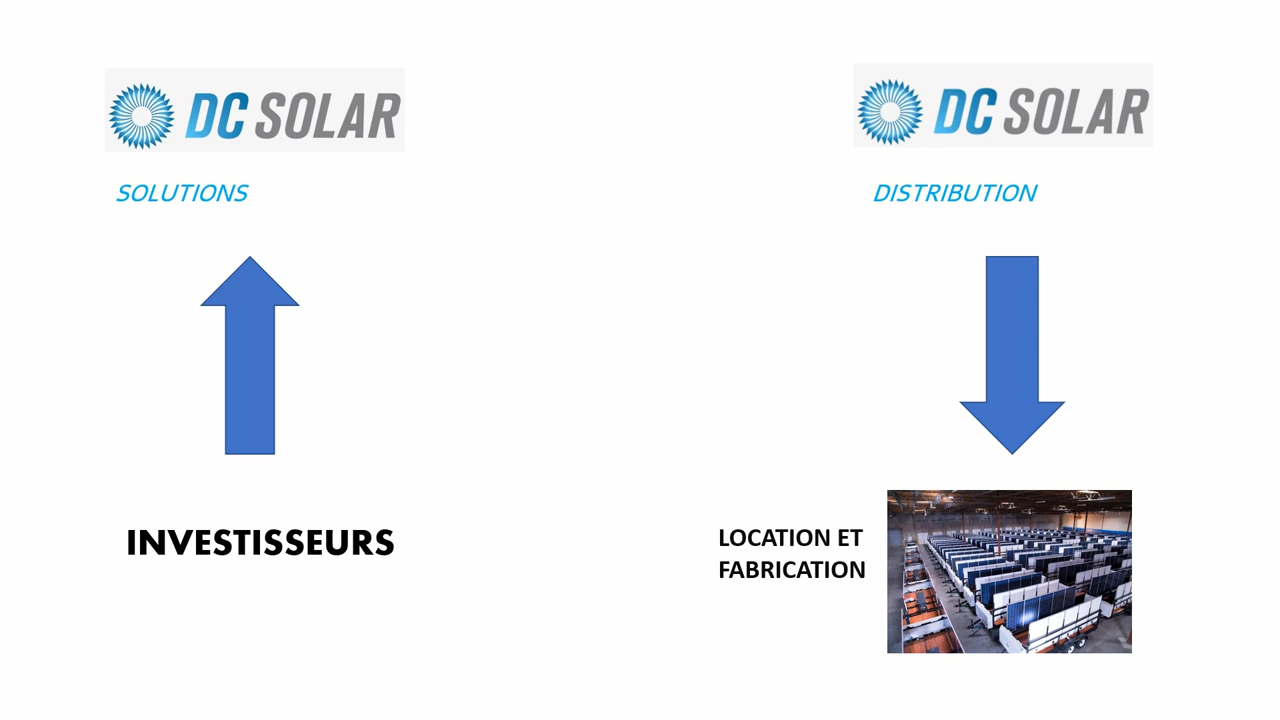 DC SOLAR
SOLUTIONS
INVESTISSEURS
DC SOLAR
DISTRIBUTION
LOCATION ET
FABRICATION